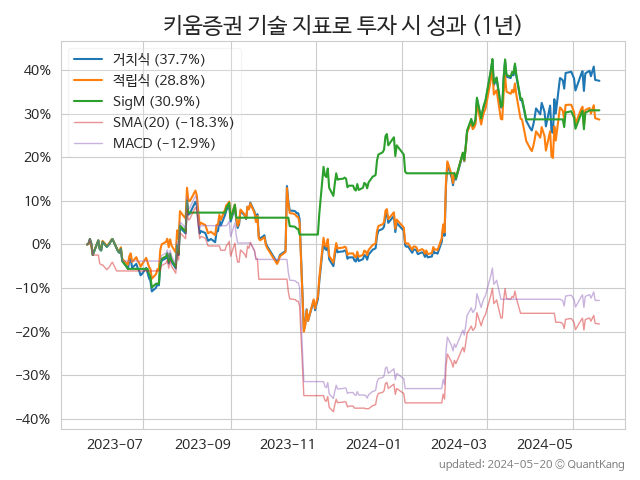 키움증권 기술 지표로 투자 시 성과 (1년)
거치식 (37.7%)
적립식 (28.8%)
SigM (30.9%)
SMA(20) (−18.3%)
MACD (−12.9%)
40%
30%
20%
10%
0%
−10%
−20%
−30%
−40%
2023-07 2023-09 2023-11 2024-01 2024-03 2024-05
updated: 2024-05-20 © QuantKang